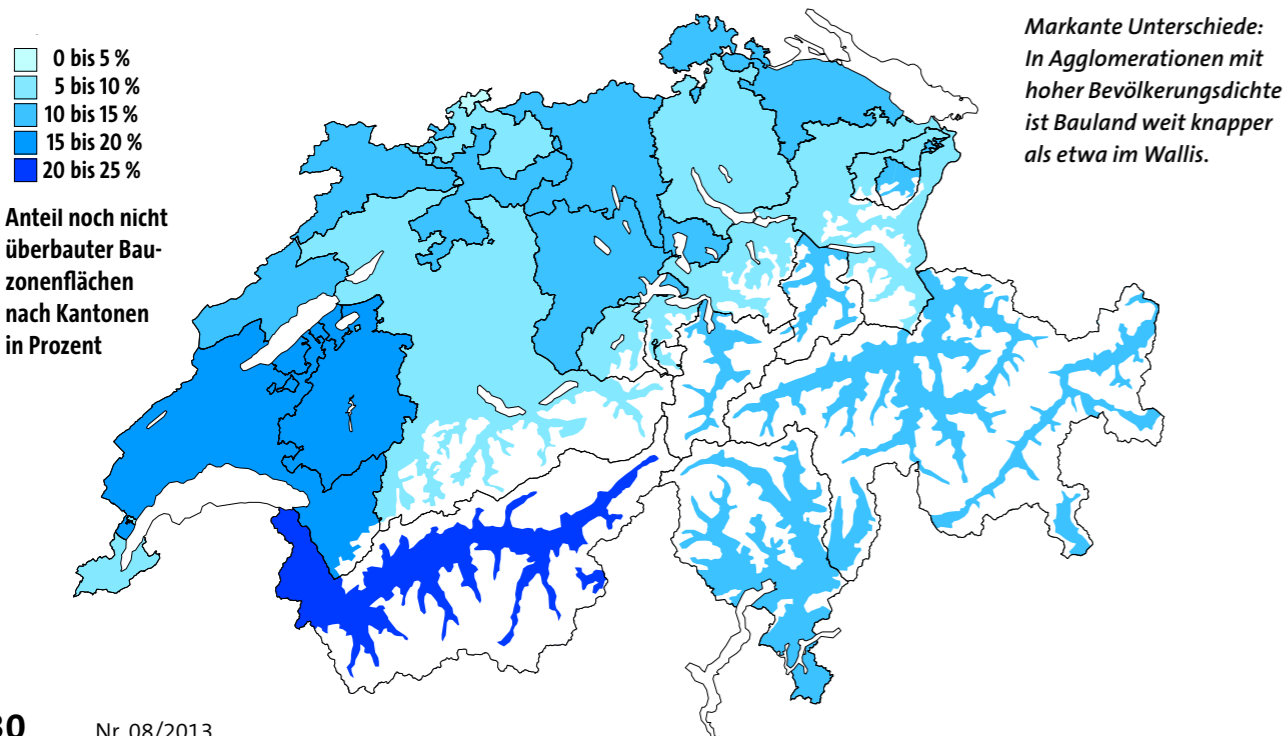 0 bis 5 %
5 bis 10 %
10 bis 15 %
15 bis 20 %
20 bis 25 %
Anteil noch nicht
überbauter Bau-
zonenflächen
nach Kantonen
in Prozent
Markante Unterschiede:
In Agglomerationen mit
hoher Bevölkerungsdichte
ist Bauland weit knapper
als etwa im Wallis.
30 Nr. 08/2013